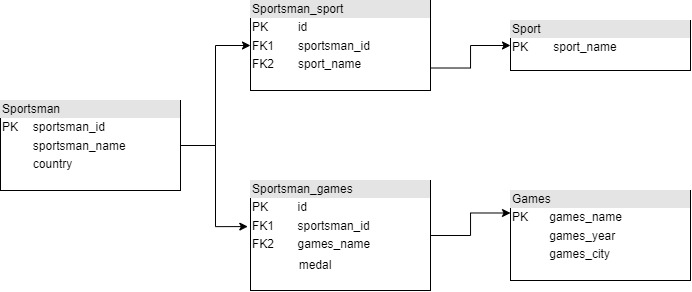 Sportsman_sport
PK id
FK1 sportsman_id
FK2 sport_name
Sport
PK sport_name
Sportsman
PK sportsman_id
sportsman_name
country
Sportsman_games
PK id
FK1 sportsman_id
FK2 games_name
medal
Games
PK games_name
games_year
games_city